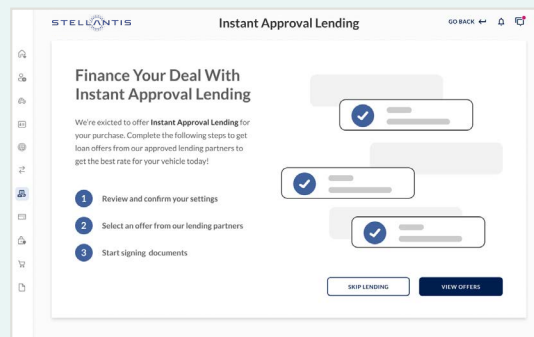 STELLANTIS
Instant Approval Lending
GO BACK
Finance Your Deal With
Instant Approval Lending
We're exicted to offer Instant Approval Lending for
your purchase. Complete the following steps to get
loan offers from our approved lending partners to
get the best rate for your vehicle today!
1 Review and confirm your settings
2 Select an offer from our lending partners
3 Start signing documents
SKIP LENDING
VIEW OFFERS